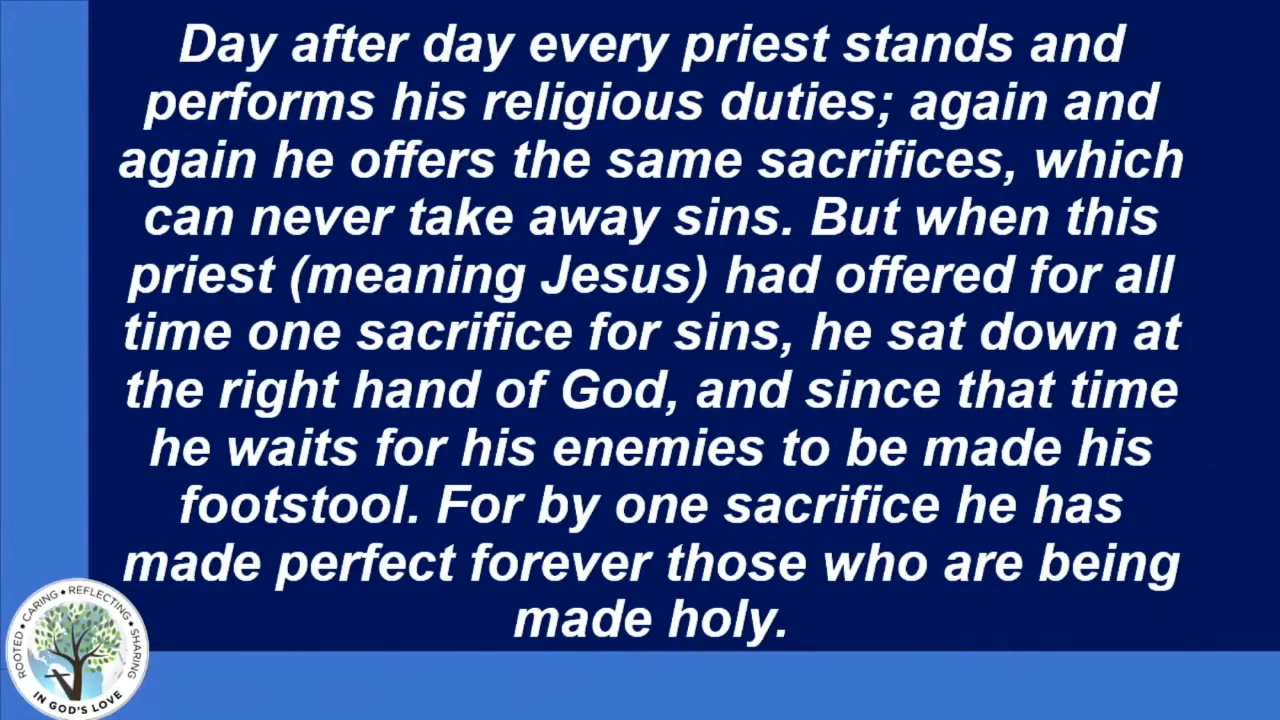 Day after day every priest stands and
performs his religious duties; again and
again he offers the same sacrifices, which
can never take away sins. But when this
priest (meaning Jesus) had offered for all
time one sacrifice for sins, he sat down at
the right hand of God, and since that time
he waits for his enemies to be made his
footstool. For by one sacrifice he has
made perfect forever those who are being
made holy.
ROOTED • CARING • REFLECTING • SHARING
IN GOD'S LOVE